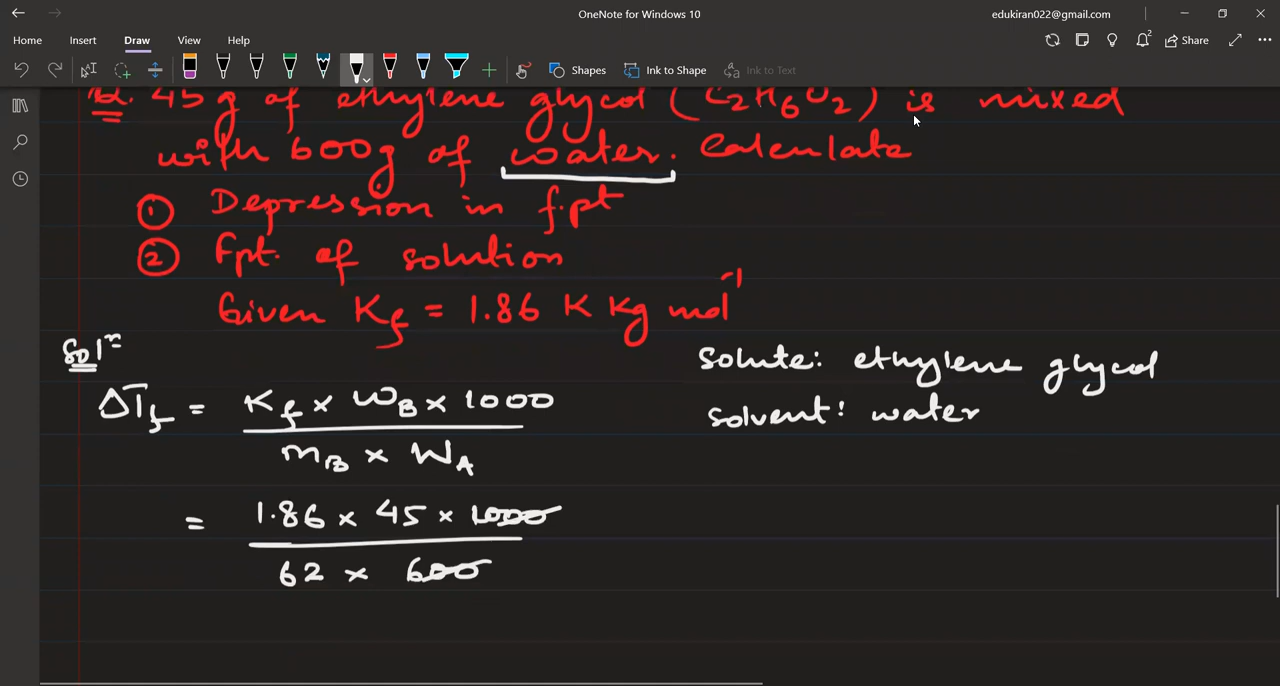 OneNote for Windows 10
edukiran022@gmail.com
Home Insert Draw View Help
Share
Shapes Ink to Shape Ink to Text
45g of ethylene glycol (C2H6O2) is mixed
with 600g of water. Calculate
① Depression in f.pt
② Fpt. of solution
Given Kf = 1.86 K Kg mol⁻¹
Solⁿ
Solute: ethylene glycol
ΔTf = Kf × WB × 1000
Solvent: water
mB × WA
= 1.86 × 45 × 1000
62 × 600